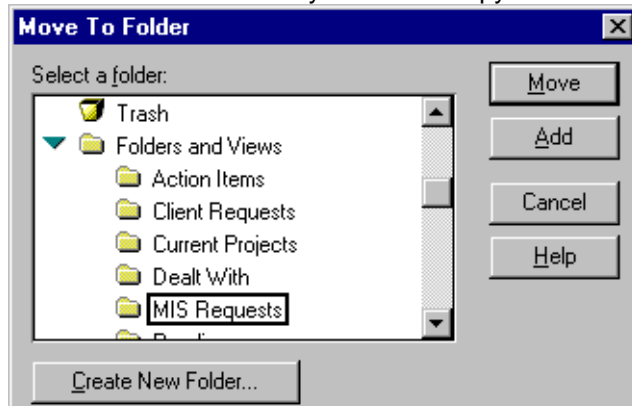 Move To Folder
Select a folder:
Move
Trash
Add
Folders and Views
Action Items
Cancel
Client Requests
Current Projects
Help
Dealt With
MIS Requests
Create New Folder...